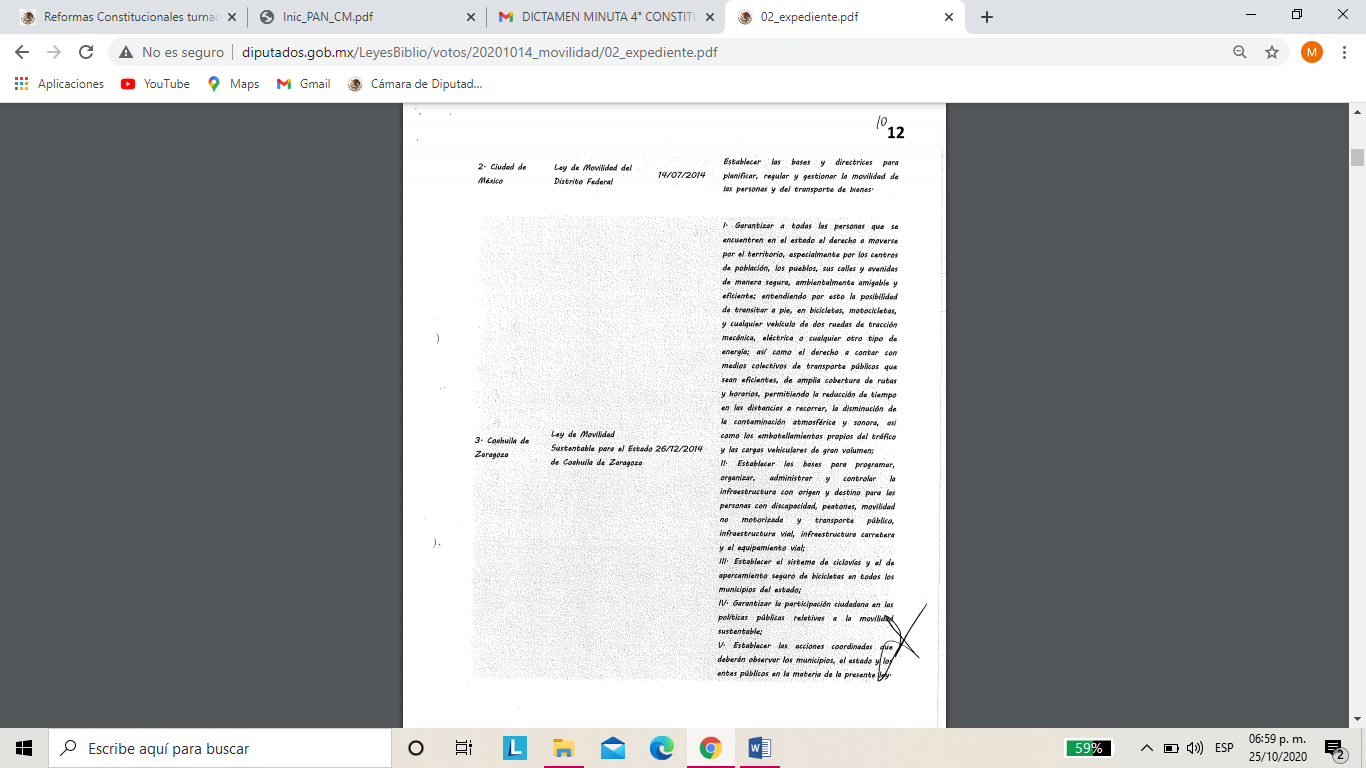 Reformas Constitucionales turna
Inic_PAN_CM.pdf
DICTAMEN MINUTA 4° CONSTITU
02_expediente.pdf
No es seguro
diputados.gob.mx/LeyesBiblio/votos/20201014_movilidad/02_expediente.pdf
M
Aplicaciones
YouTube
Maps
Gmail
Cámara de Diputad...
10
12
2. Ciudad de
México
Ley de Movilidad del
Distrito Federal
14/07/2014
Establecer las bases y directrices para
planificar, regular y gestionar la movilidad de
las personas y del transporte de bienes.
3. Coahuila de
Zaragoza
Ley de Movilidad
Sustentable para el Estado 26/12/2014
de Coahuila de Zaragoza
I. Garantizar a todas las personas que se
encuentren en el estado el derecho a moverse
por el territorio, especialmente por los centros
de población, los pueblos, sus calles y avenidas
de manera segura, ambientalmente amigable y
eficiente; entendiendo por esto la posibilidad
de transitar a pie, en bicicletas, motocicletas,
y cualquier vehículo de dos ruedas de tracción
mecánica, eléctrica o cualquier otro tipo de
energía; así como el derecho a contar con
medios colectivos de transporte públicos que
sean eficientes, de amplia cobertura de rutas
y horarios, permitiendo la reducción de tiempo
en las distancias a recorrer, la disminución de
la contaminación atmosférica y sonora, así
como los embotellamientos propios del tráfico
y las cargas vehiculares de gran volumen;
II. Establecer las bases para programar,
organizar, administrar y controlar la
infraestructura con origen y destino para las
personas con discapacidad, peatones, movilidad
no motorizada y transporte público,
infraestructura vial, infraestructura carretera
y el equipamiento vial;
III. Establecer el sistema de ciclovías y el de
aparcamiento seguro de bicicletas en todos los
municipios del estado;
IV. Garantizar la participación ciudadana en las
políticas públicas relativas a la movilidad
sustentable;
V. Establecer las acciones coordinadas que
deberán observar los municipios, el estado y los
entes públicos en la materia de la presente ley.
Escribe aquí para buscar
L
59%
ESP
06:59 p. m.
25/10/2020
2